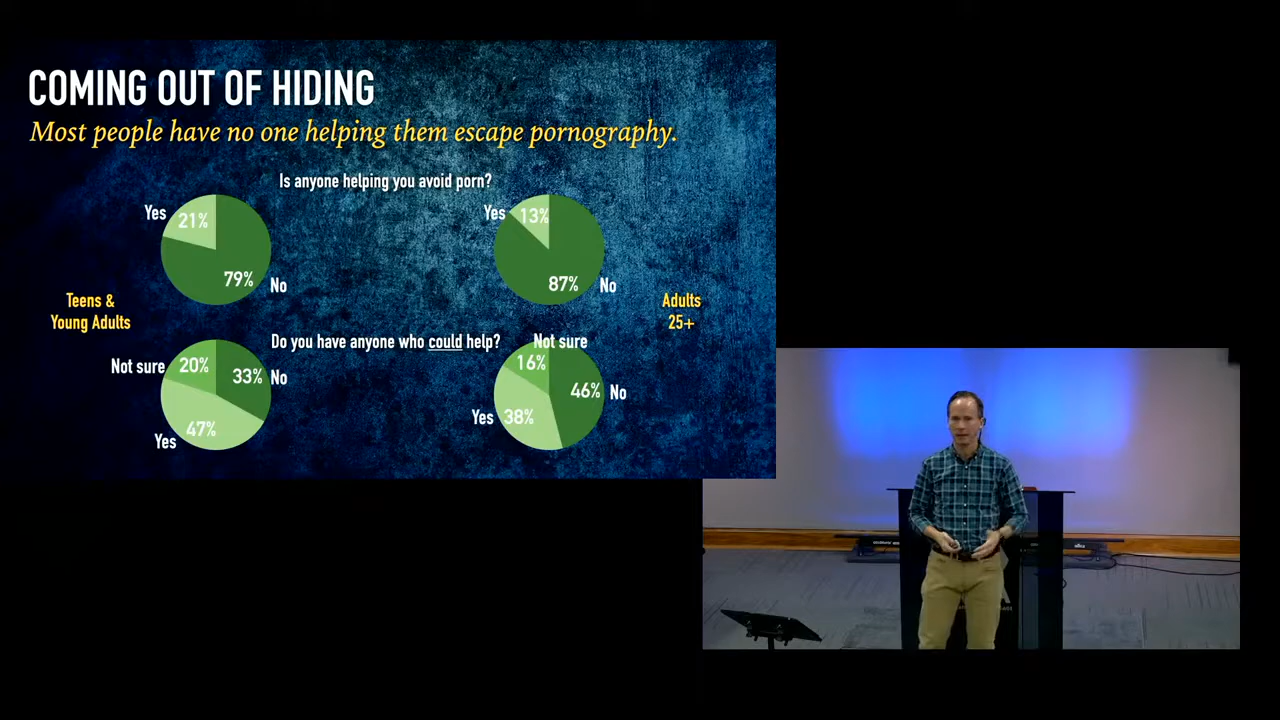 COMING OUT OF HIDING
Most people have no one helping them escape pornography.
Is anyone helping you avoid porn?
Yes 21%
79% No
Yes 13%
87% No
Teens &
Young Adults
Adults
25+
Do you have anyone who could help?
Not sure 20%
33% No
47%
Yes
Not sure
16%
46% No
Yes 38%